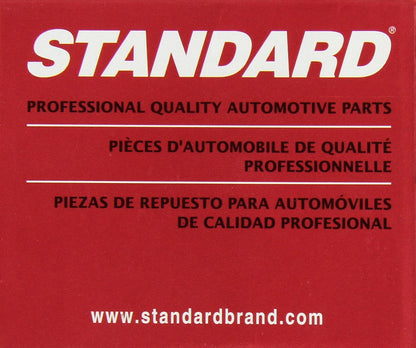 STANDARD®
PROFESSIONAL QUALITY AUTOMOTIVE PARTS
PIÈCES D'AUTOMOBILE DE QUALITÉ
PROFESSIONNELLE
PIEZAS DE REPUESTO PARA AUTOMÓVILES
DE CALIDAD PROFESIONAL
www.standardbrand.com